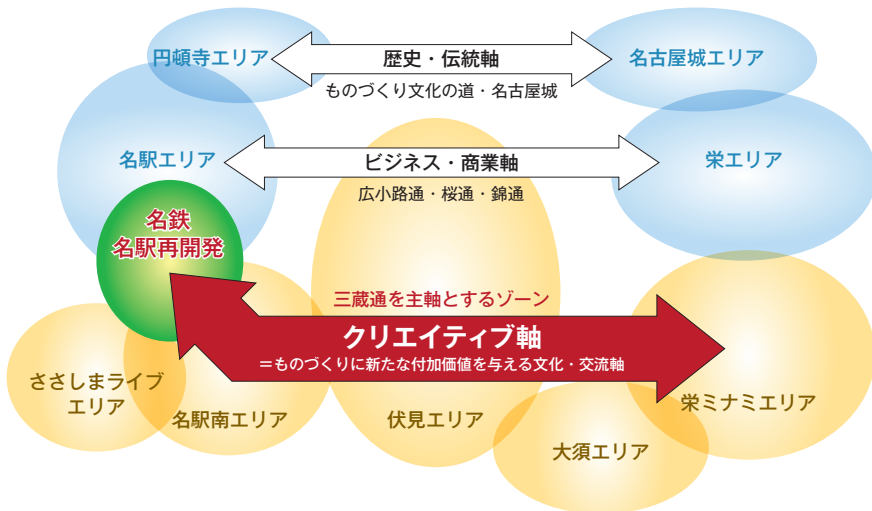 円頓寺エリア
歴史・伝統軸
名古屋城エリア
ものづくり文化の道・名古屋城
名駅エリア
ビジネス・商業軸
栄エリア
広小路通・桜通・錦通
名鉄
名駅再開発
三蔵通を主軸とするゾーン
クリエイティブ軸
＝ものづくりに新たな付加価値を与える文化・交流軸
ささしまライブ
エリア
名駅南エリア
伏見エリア
栄ミナミエリア
大須エリア